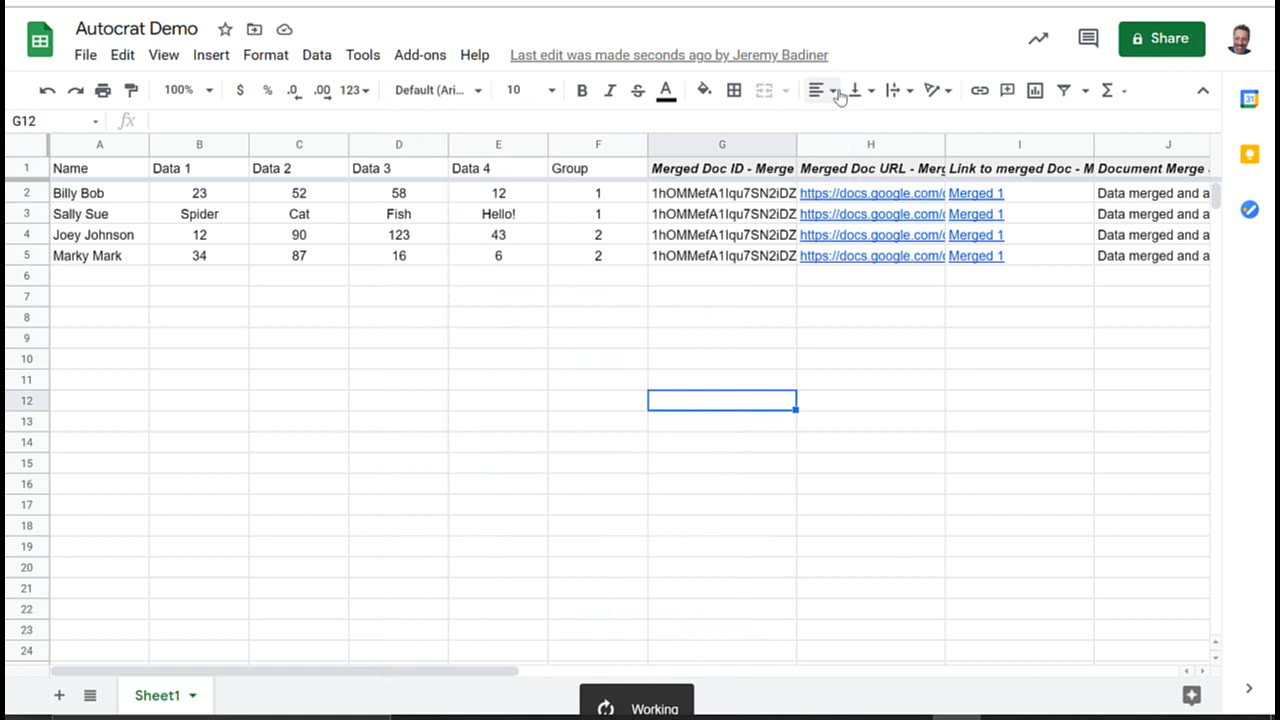 Autocrat Demo
File Edit View Insert Format Data Tools Add-ons Help Last edit was made seconds ago by Jeremy Badiner
Share
100% $ % .0 .00 123 Default (Ari... 10 B I S A
G12 fx
A B C D E F G H I J
1 Name Data 1 Data 2 Data 3 Data 4 Group Merged Doc ID - Merge Merged Doc URL - Merg Link to merged Doc - M Document Merge
2 Billy Bob 23 52 58 12 1 1hOMMefA1Iqu7SN2iDZ https://docs.google.com/ Merged 1 Data merged and a
3 Sally Sue Spider Cat Fish Hello! 1 1hOMMefA1Iqu7SN2iDZ https://docs.google.com/ Merged 1 Data merged and a
4 Joey Johnson 12 90 123 43 2 1hOMMefA1Iqu7SN2iDZ https://docs.google.com/ Merged 1 Data merged and a
5 Marky Mark 34 87 16 6 2 1hOMMefA1Iqu7SN2iDZ https://docs.google.com/ Merged 1 Data merged and a
6
7
8
9
10
11
12
13
14
15
16
17
18
19
20
21
22
23
24
Sheet1
Working
31